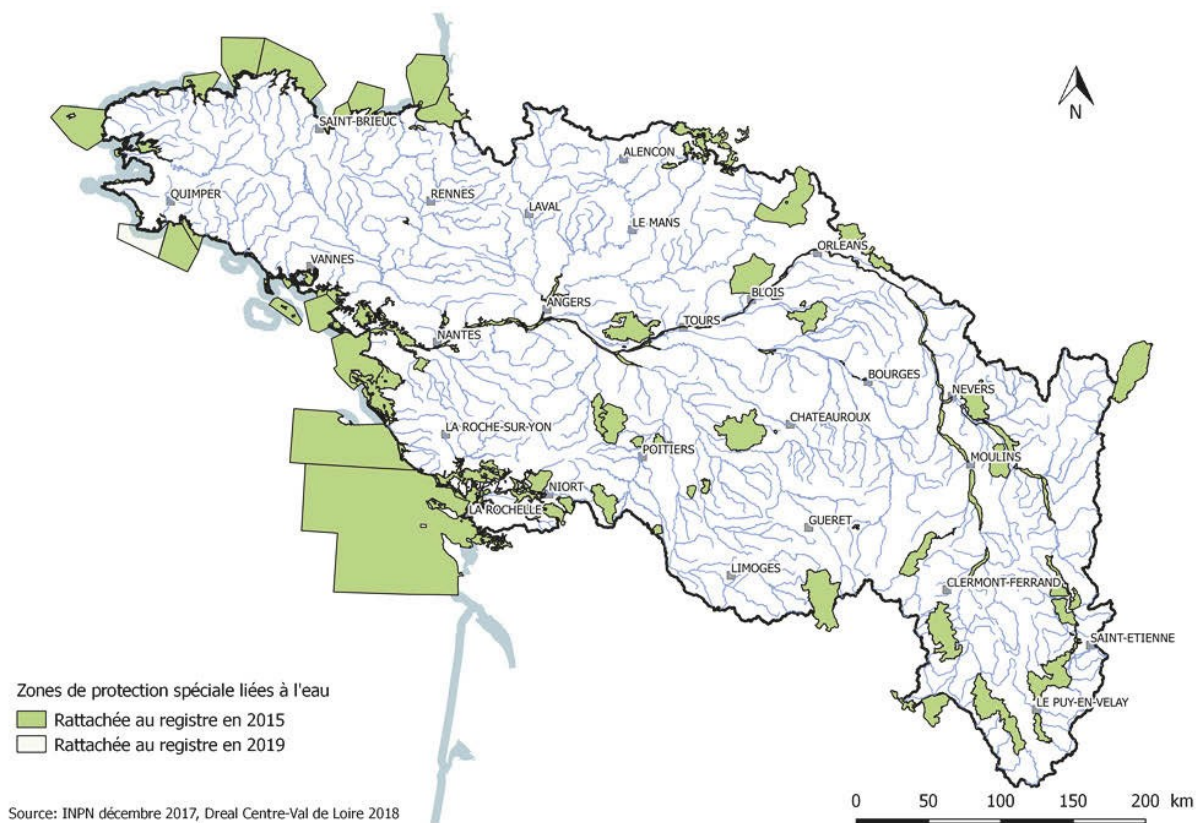 N
SAINT-BRIEUC
ALENCON
QUIMPER
RENNES
LAVAL
LE MANS
ORLEANS
VANNES
BLOIS
ANGERS
TOURS
NANTES
BOURGES
NEVERS
CHATEAUROUX
LA ROCHE-SUR-YON
POITIERS
MOULINS
NIORT
LA ROCHELLE
GUERET
LIMOGES
CLERMONT-FERRAND
SAINT-ETIENNE
LE PUY-EN-VELAY
Zones de protection spéciale liées à l'eau
Rattachée au registre en 2015
Rattachée au registre en 2019
Source: INPN décembre 2017, Dreal Centre-Val de Loire 2018
0 50 100 150 200 km